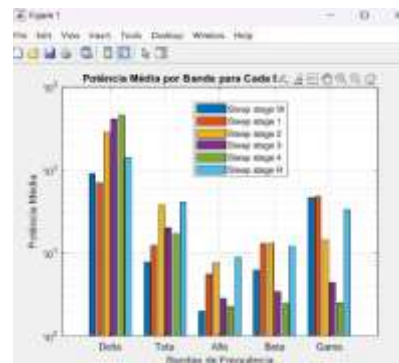 Figure 1
File Edit View Insert Tools Desktop Window Help
Potência Média por Banda para Cada
Sleep stage W
Sleep stage 1
Sleep stage 2
Sleep stage 3
Sleep stage 4
Sleep stage R
Potência Média
Delta Teta Alfa Beta Gama
Bandas de Frequência